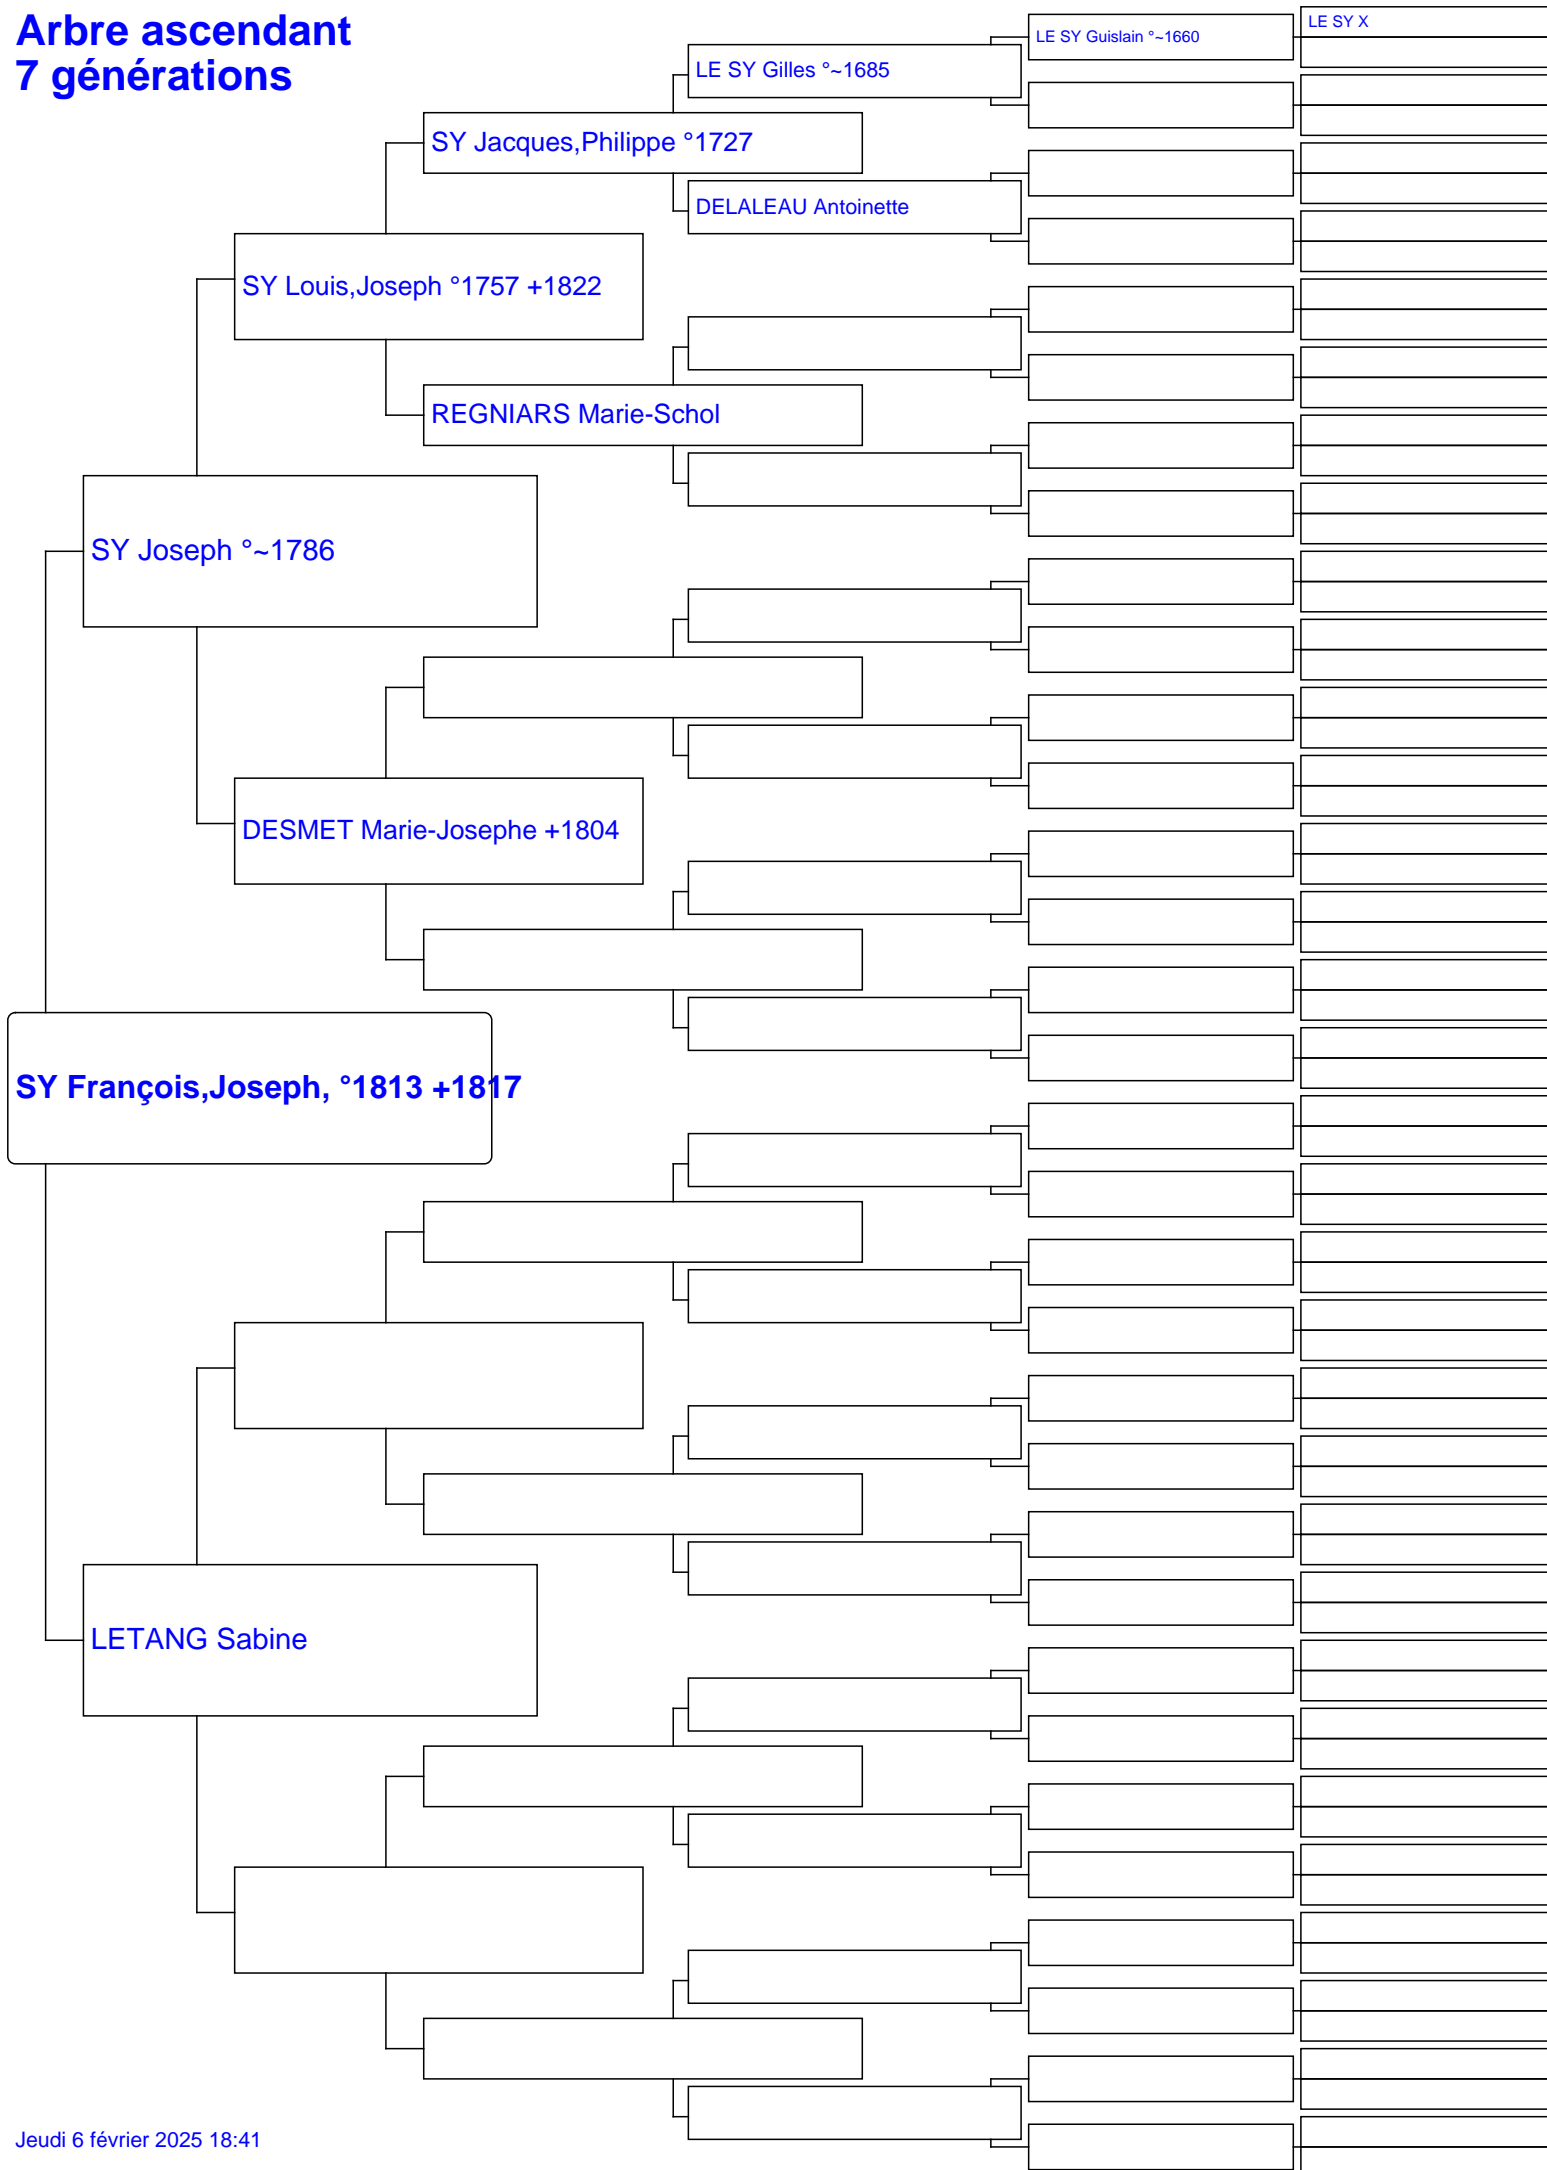 Arbre ascendant
7 générations
LE SY X
LE SY Guislain °~1660
LE SY Gilles °~1685
SY Jacques,Philippe °1727
DELALEAU Antoinette
SY Louis,Joseph °1757 +1822
REGNIARS Marie-Schol
SY Joseph °~1786
DESMET Marie-Josephe +1804
SY François,Joseph, °1813 +1817
LETANG Sabine
Jeudi 6 février 2025 18:41